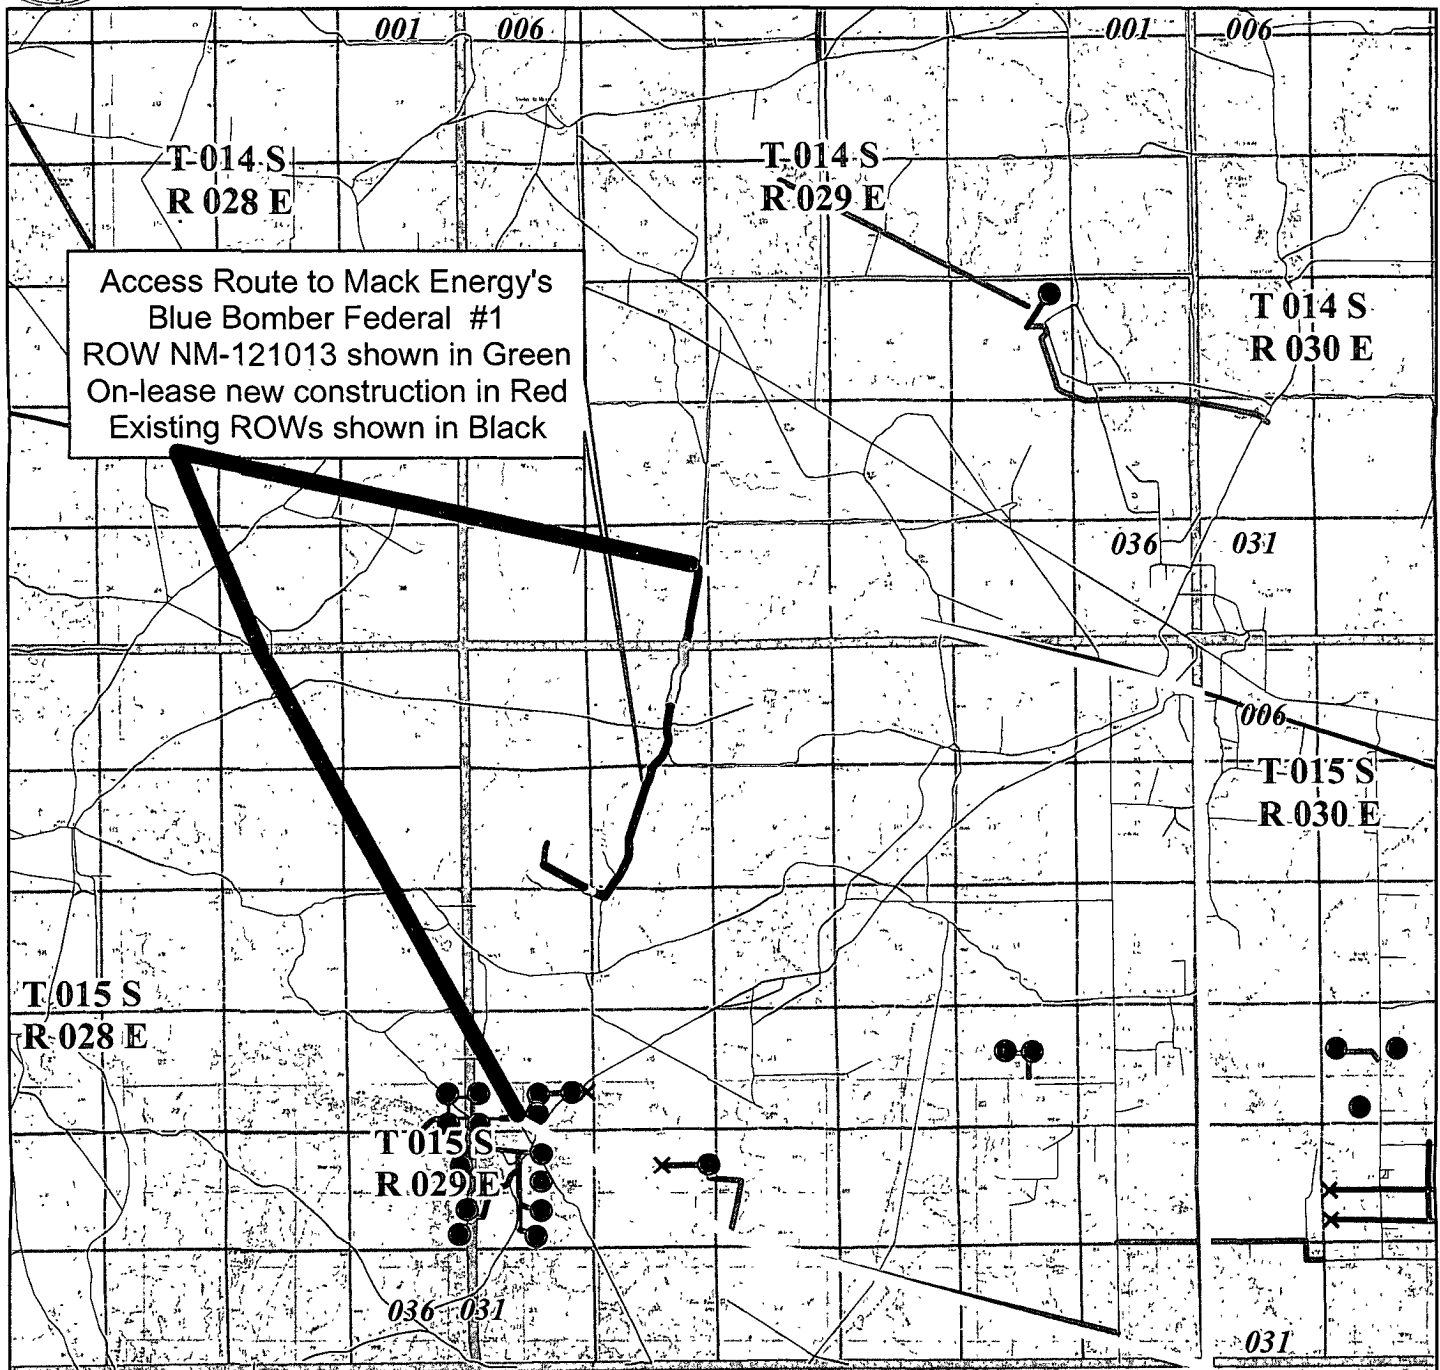 001 006 001 006
T 014 S
R 028 E
T 014 S
R 029 E
T 014 S
R 030 E
Access Route to Mack Energy's
Blue Bomber Federal #1
ROW NM-121013 shown in Green
On-lease new construction in Red
Existing ROWs shown in Black
036 031
006
T 015 S
R 030 E
T 015 S
R 028 E
T 015 S
R 029 E
036 031
031